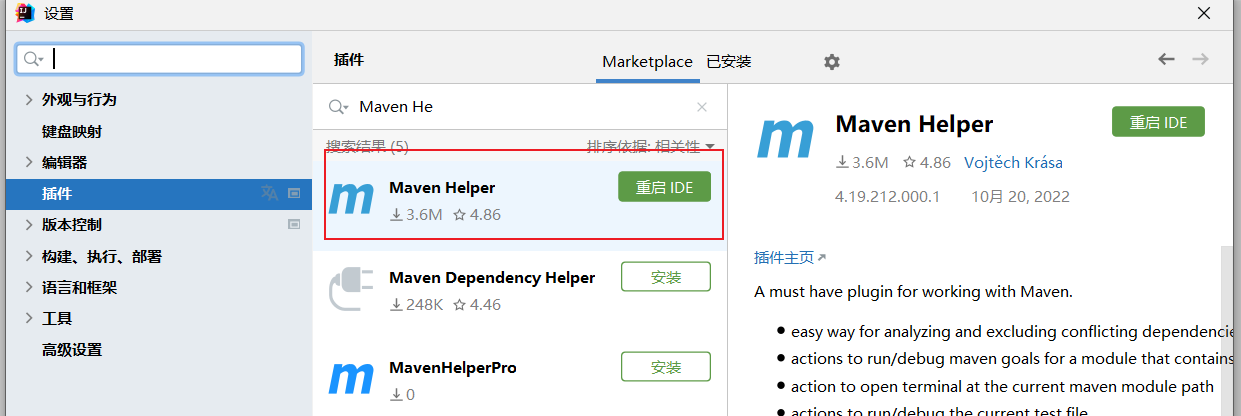 设置
插件
Marketplace 已安装
外观与行为
键盘映射
编辑器
插件
版本控制
构建、执行、部署
语言和框架
工具
高级设置
Maven He
搜索结果 (5) 排序依据: 相关性
Maven Helper
3.6M 4.86
重启 IDE
Maven Dependency Helper
248K 4.46
安装
MavenHelperPro
0
安装
Maven Helper
重启 IDE
3.6M 4.86 Vojtěch Krása
4.19.212.000.1 10月 20, 2022
插件主页
A must have plugin for working with Maven.
easy way for analyzing and excluding conflicting dependencie
actions to run/debug maven goals for a module that contains
action to open terminal at the current maven module path
actions to run/debug the current test file